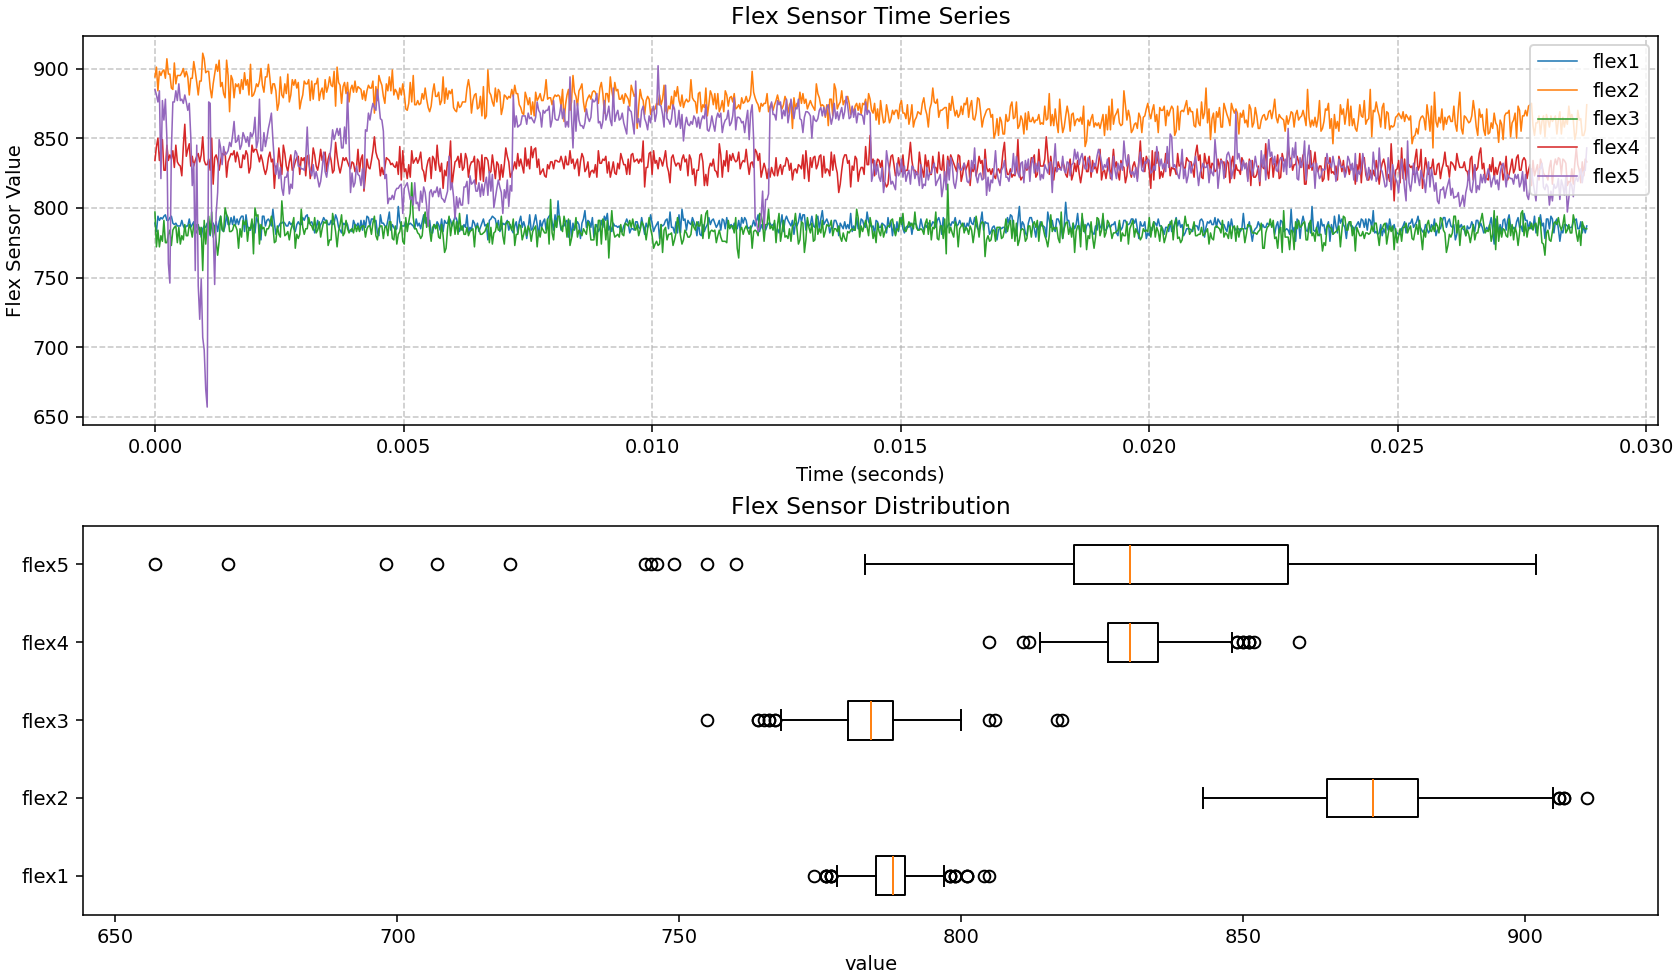 Flex Sensor Time Series
Flex Sensor Value
900
850
800
750
700
650
flex1
flex2
flex3
flex4
flex5
0.000 0.005 0.010 0.015 0.020 0.025 0.030
Time (seconds)
Flex Sensor Distribution
flex5
flex4
flex3
flex2
flex1
650 700 750 800 850 900
value